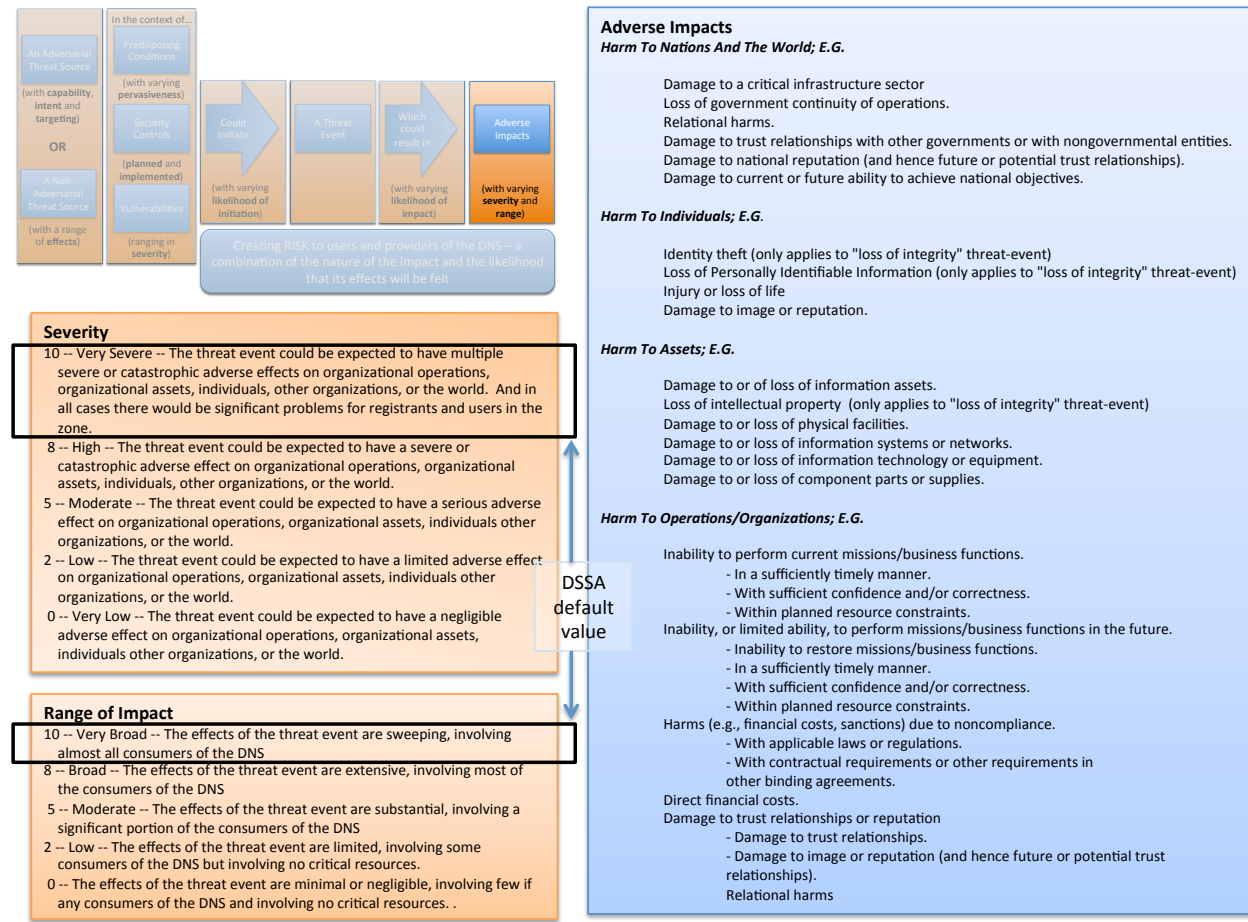 An Adversarial
Threat Source
(with capability,
intent and
targeting)
OR
A Non-
Adversarial
Threat Source
(with a range
of effects)
In the context of...
Predisposing
Conditions
(with varying
pervasiveness)
Security
Controls
(planned and
implemented)
Vulnerabilities
(ranging in
severity)
Could
Initiate
(with varying
likelihood of
initiation)
A Threat
Event
Which
could
result in
(with varying
likelihood of
impact)
Adverse
Impacts
(with varying
severity and
range)
Creating RISK to users and providers of the DNS – a
combination of the nature of the impact and the likelihood
that its effects will be felt
Severity
10 -- Very Severe -- The threat event could be expected to have multiple
severe or catastrophic adverse effects on organizational operations,
organizational assets, individuals, other organizations, or the world. And in
all cases there would be significant problems for registrants and users in the
zone.
8 -- High -- The threat event could be expected to have a severe or
catastrophic adverse effect on organizational operations, organizational
assets, individuals, other organizations, or the world.
5 -- Moderate -- The threat event could be expected to have a serious adverse
effect on organizational operations, organizational assets, individuals other
organizations, or the world.
2 -- Low -- The threat event could be expected to have a limited adverse effect
on organizational operations, organizational assets, individuals other
organizations, or the world.
0 -- Very Low -- The threat event could be expected to have a negligible
adverse effect on organizational operations, organizational assets,
individuals other organizations, or the world.
DSSA
default
value
Range of Impact
10 -- Very Broad -- The effects of the threat event are sweeping, involving
almost all consumers of the DNS
8 -- Broad -- The effects of the threat event are extensive, involving most of
the consumers of the DNS
5 -- Moderate -- The effects of the threat event are substantial, involving a
significant portion of the consumers of the DNS
2 -- Low -- The effects of the threat event are limited, involving some
consumers of the DNS but involving no critical resources.
0 -- The effects of the threat event are minimal or negligible, involving few if
any consumers of the DNS and involving no critical resources. .
Adverse Impacts
Harm To Nations And The World; E.G.
Damage to a critical infrastructure sector
Loss of government continuity of operations.
Relational harms.
Damage to trust relationships with other governments or with nongovernmental entities.
Damage to national reputation (and hence future or potential trust relationships).
Damage to current or future ability to achieve national objectives.
Harm To Individuals; E.G.
Identity theft (only applies to "loss of integrity" threat-event)
Loss of Personally Identifiable Information (only applies to "loss of integrity" threat-event)
Injury or loss of life
Damage to image or reputation.
Harm To Assets; E.G.
Damage to or of loss of information assets.
Loss of intellectual property (only applies to "loss of integrity" threat-event)
Damage to or loss of physical facilities.
Damage to or loss of information systems or networks.
Damage to or loss of information technology or equipment.
Damage to or loss of component parts or supplies.
Harm To Operations/Organizations; E.G.
Inability to perform current missions/business functions.
- In a sufficiently timely manner.
- With sufficient confidence and/or correctness.
- Within planned resource constraints.
Inability, or limited ability, to perform missions/business functions in the future.
- Inability to restore missions/business functions.
- In a sufficiently timely manner.
- With sufficient confidence and/or correctness.
- Within planned resource constraints.
Harms (e.g., financial costs, sanctions) due to noncompliance.
- With applicable laws or regulations.
- With contractual requirements or other requirements in
other binding agreements.
Direct financial costs.
Damage to trust relationships or reputation
- Damage to trust relationships.
- Damage to image or reputation (and hence future or potential trust
relationships).
Relational harms